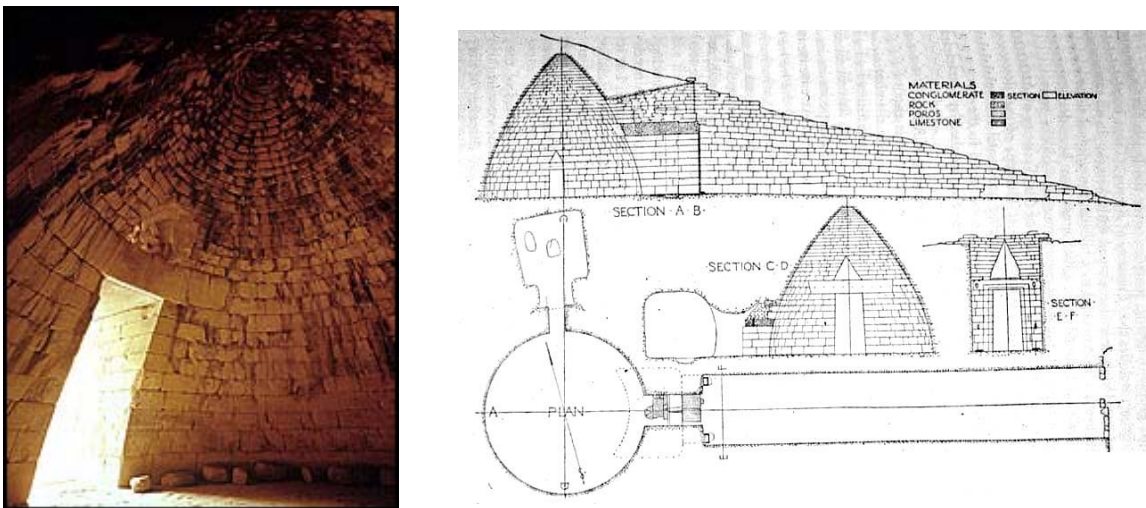 MATERIALS
CONGLOMERATE SECTION ELEVATION
ROCK
POROS
LIMESTONE
SECTION · A · B ·
SECTION C · D ·
· SECTION ·
· E · F ·
A PLAN